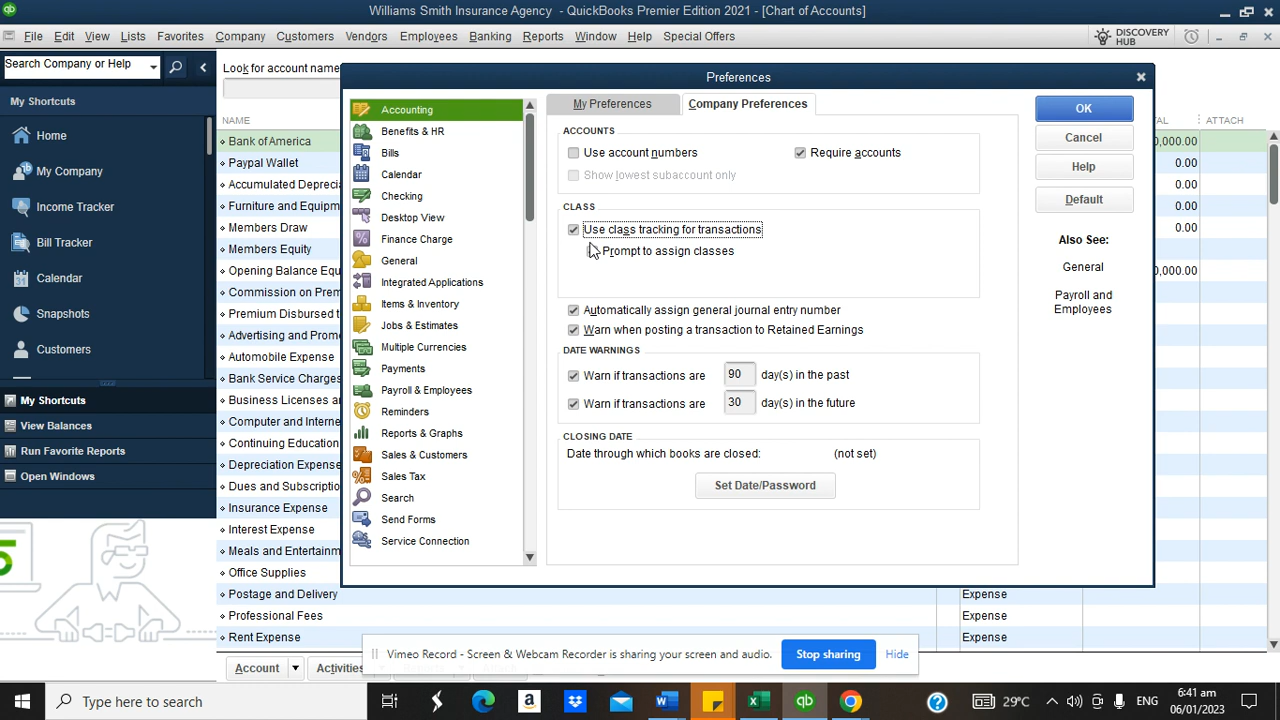 Williams Smith Insurance Agency - QuickBooks Premier Edition 2021 - [Chart of Accounts]
File Edit View Lists Favorites Company Customers Vendors Employees Banking Reports Window Help Special Offers
DISCOVERY
HUB
Search Company or Help
Look for account name
My Shortcuts
Home
My Company
Income Tracker
Bill Tracker
Calendar
Snapshots
Customers
My Shortcuts
View Balances
Run Favorite Reports
Open Windows
NAME
Bank of America
Paypal Wallet
Accumulated Deprecia
Furniture and Equipm
Members Draw
Members Equity
Opening Balance Equ
Commission on Prem
Premium Disbursed t
Advertising and Prom
Automobile Expense
Bank Service Charges
Business Licenses an
Computer and Interne
Continuing Education
Depreciation Expense
Dues and Subscriptio
Insurance Expense
Interest Expense
Meals and Entertainm
Office Supplies
Postage and Delivery
Professional Fees
Rent Expense
Preferences
Accounting
Benefits & HR
Bills
Calendar
Checking
Desktop View
Finance Charge
General
Integrated Applications
Items & Inventory
Jobs & Estimates
Multiple Currencies
Payments
Payroll & Employees
Reminders
Reports & Graphs
Sales & Customers
Sales Tax
Search
Send Forms
Service Connection
My Preferences
Company Preferences
ACCOUNTS
Use account numbers
Require accounts
Show lowest subaccount only
CLASS
Use class tracking for transactions
Prompt to assign classes
Automatically assign general journal entry number
Warn when posting a transaction to Retained Earnings
DATE WARNINGS
Warn if transactions are 90 day(s) in the past
Warn if transactions are 30 day(s) in the future
CLOSING DATE
Date through which books are closed: (not set)
Set Date/Password
OK
Cancel
Help
Default
Also See:
General
Payroll and
Employees
TAL ATTACH
0,000.00
0.00
0.00
0.00
0.00
0,000.00
Expense
Expense
Expense
Vimeo Record - Screen & Webcam Recorder is sharing your screen and audio.
Stop sharing
Hide
Account
Activities
Type here to search
29°C
ENG
6:41 am
06/01/2023